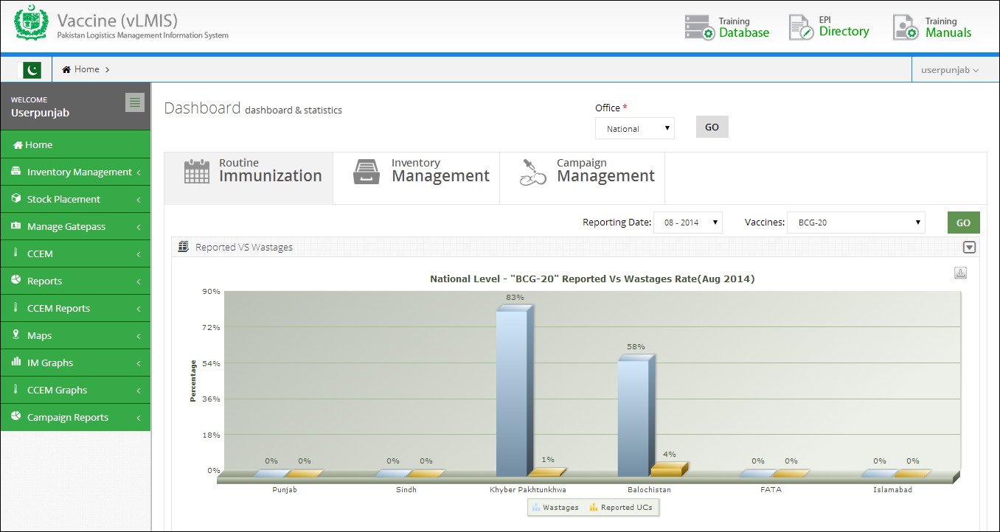 Vaccine (vLMIS)
Pakistan Logistics Management Information System
Training
Database
EPI
Directory
Training
Manuals
Home
userpunjab
WELCOME
Userpunjab
Home
Inventory Management
Stock Placement
Manage Gatepass
CCEM
Reports
CCEM Reports
Maps
IM Graphs
CCEM Graphs
Campaign Reports
Dashboard dashboard & statistics
Office *
National
GO
Routine
Immunization
Inventory
Management
Campaign
Management
Reporting Date: 08 - 2014 Vaccines: BCG-20 GO
Reported VS Wastages
National Level - "BCG-20" Reported Vs Wastages Rate(Aug 2014)
Percentage
90%
72%
54%
36%
18%
0%
0% 0% 0% 0% 83% 1% 58% 4% 0% 0% 0% 0%
Punjab Sindh Khyber Pakhtunkhwa Balochistan FATA Islamabad
Wastages Reported UCs